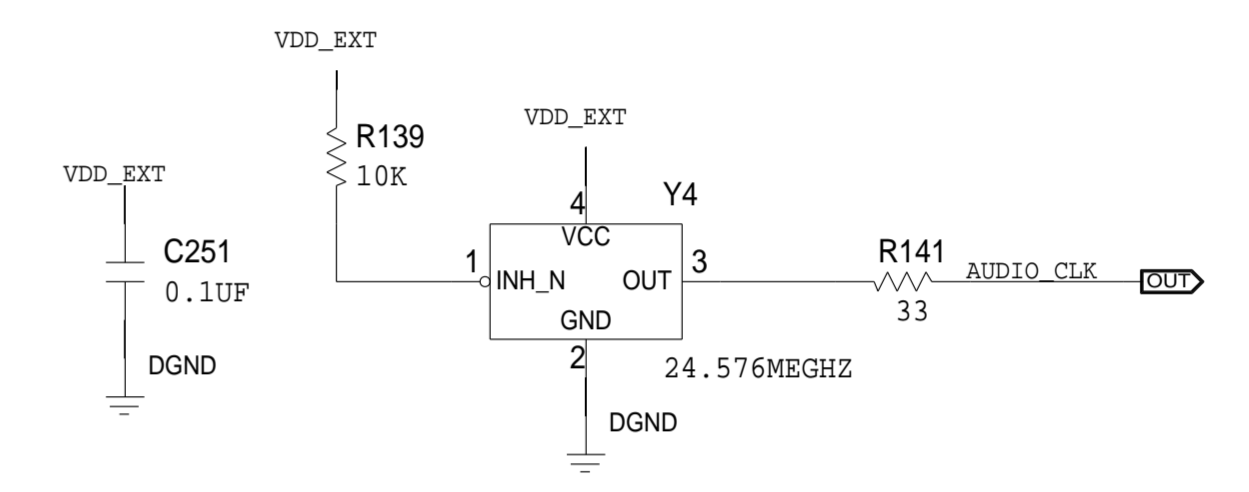 VDD_EXT
R139
10K
VDD_EXT
VDD_EXT
C251
0.1UF
DGND
4
Y4
VCC
1
INH_N
OUT
3
GND
2
24.576MEGHZ
DGND
R141
33
AUDIO_CLK
OUT